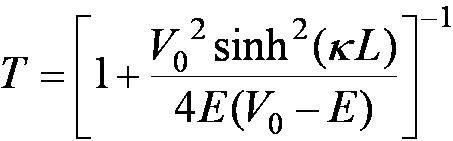 T = [1 + V₀² sinh²(κL) / 4E(V₀ − E)]⁻¹